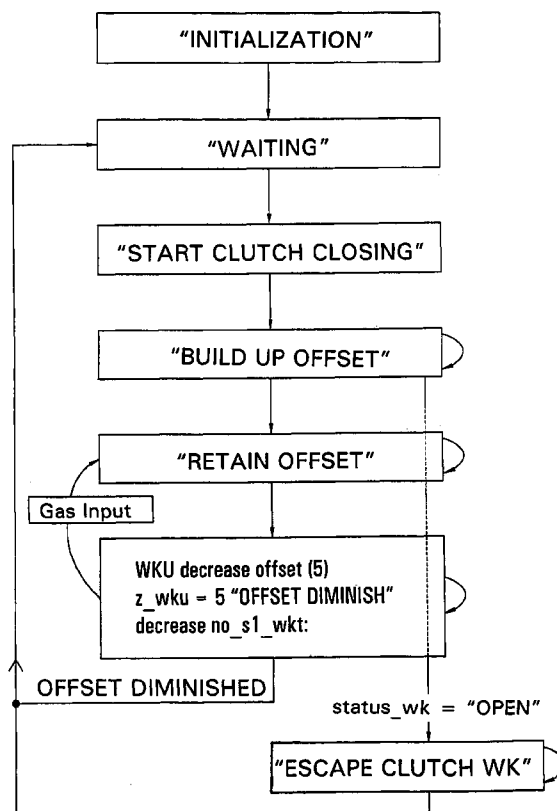 "INITIALIZATION"
"WAITING"
"START CLUTCH CLOSING"
"BUILD UP OFFSET"
"RETAIN OFFSET"
Gas Input
WKU decrease offset (5)
z_wku = 5 "OFFSET DIMINISH"
decrease no_s1_wkt:
OFFSET DIMINISHED
status_wk = "OPEN"
"ESCAPE CLUTCH WK"